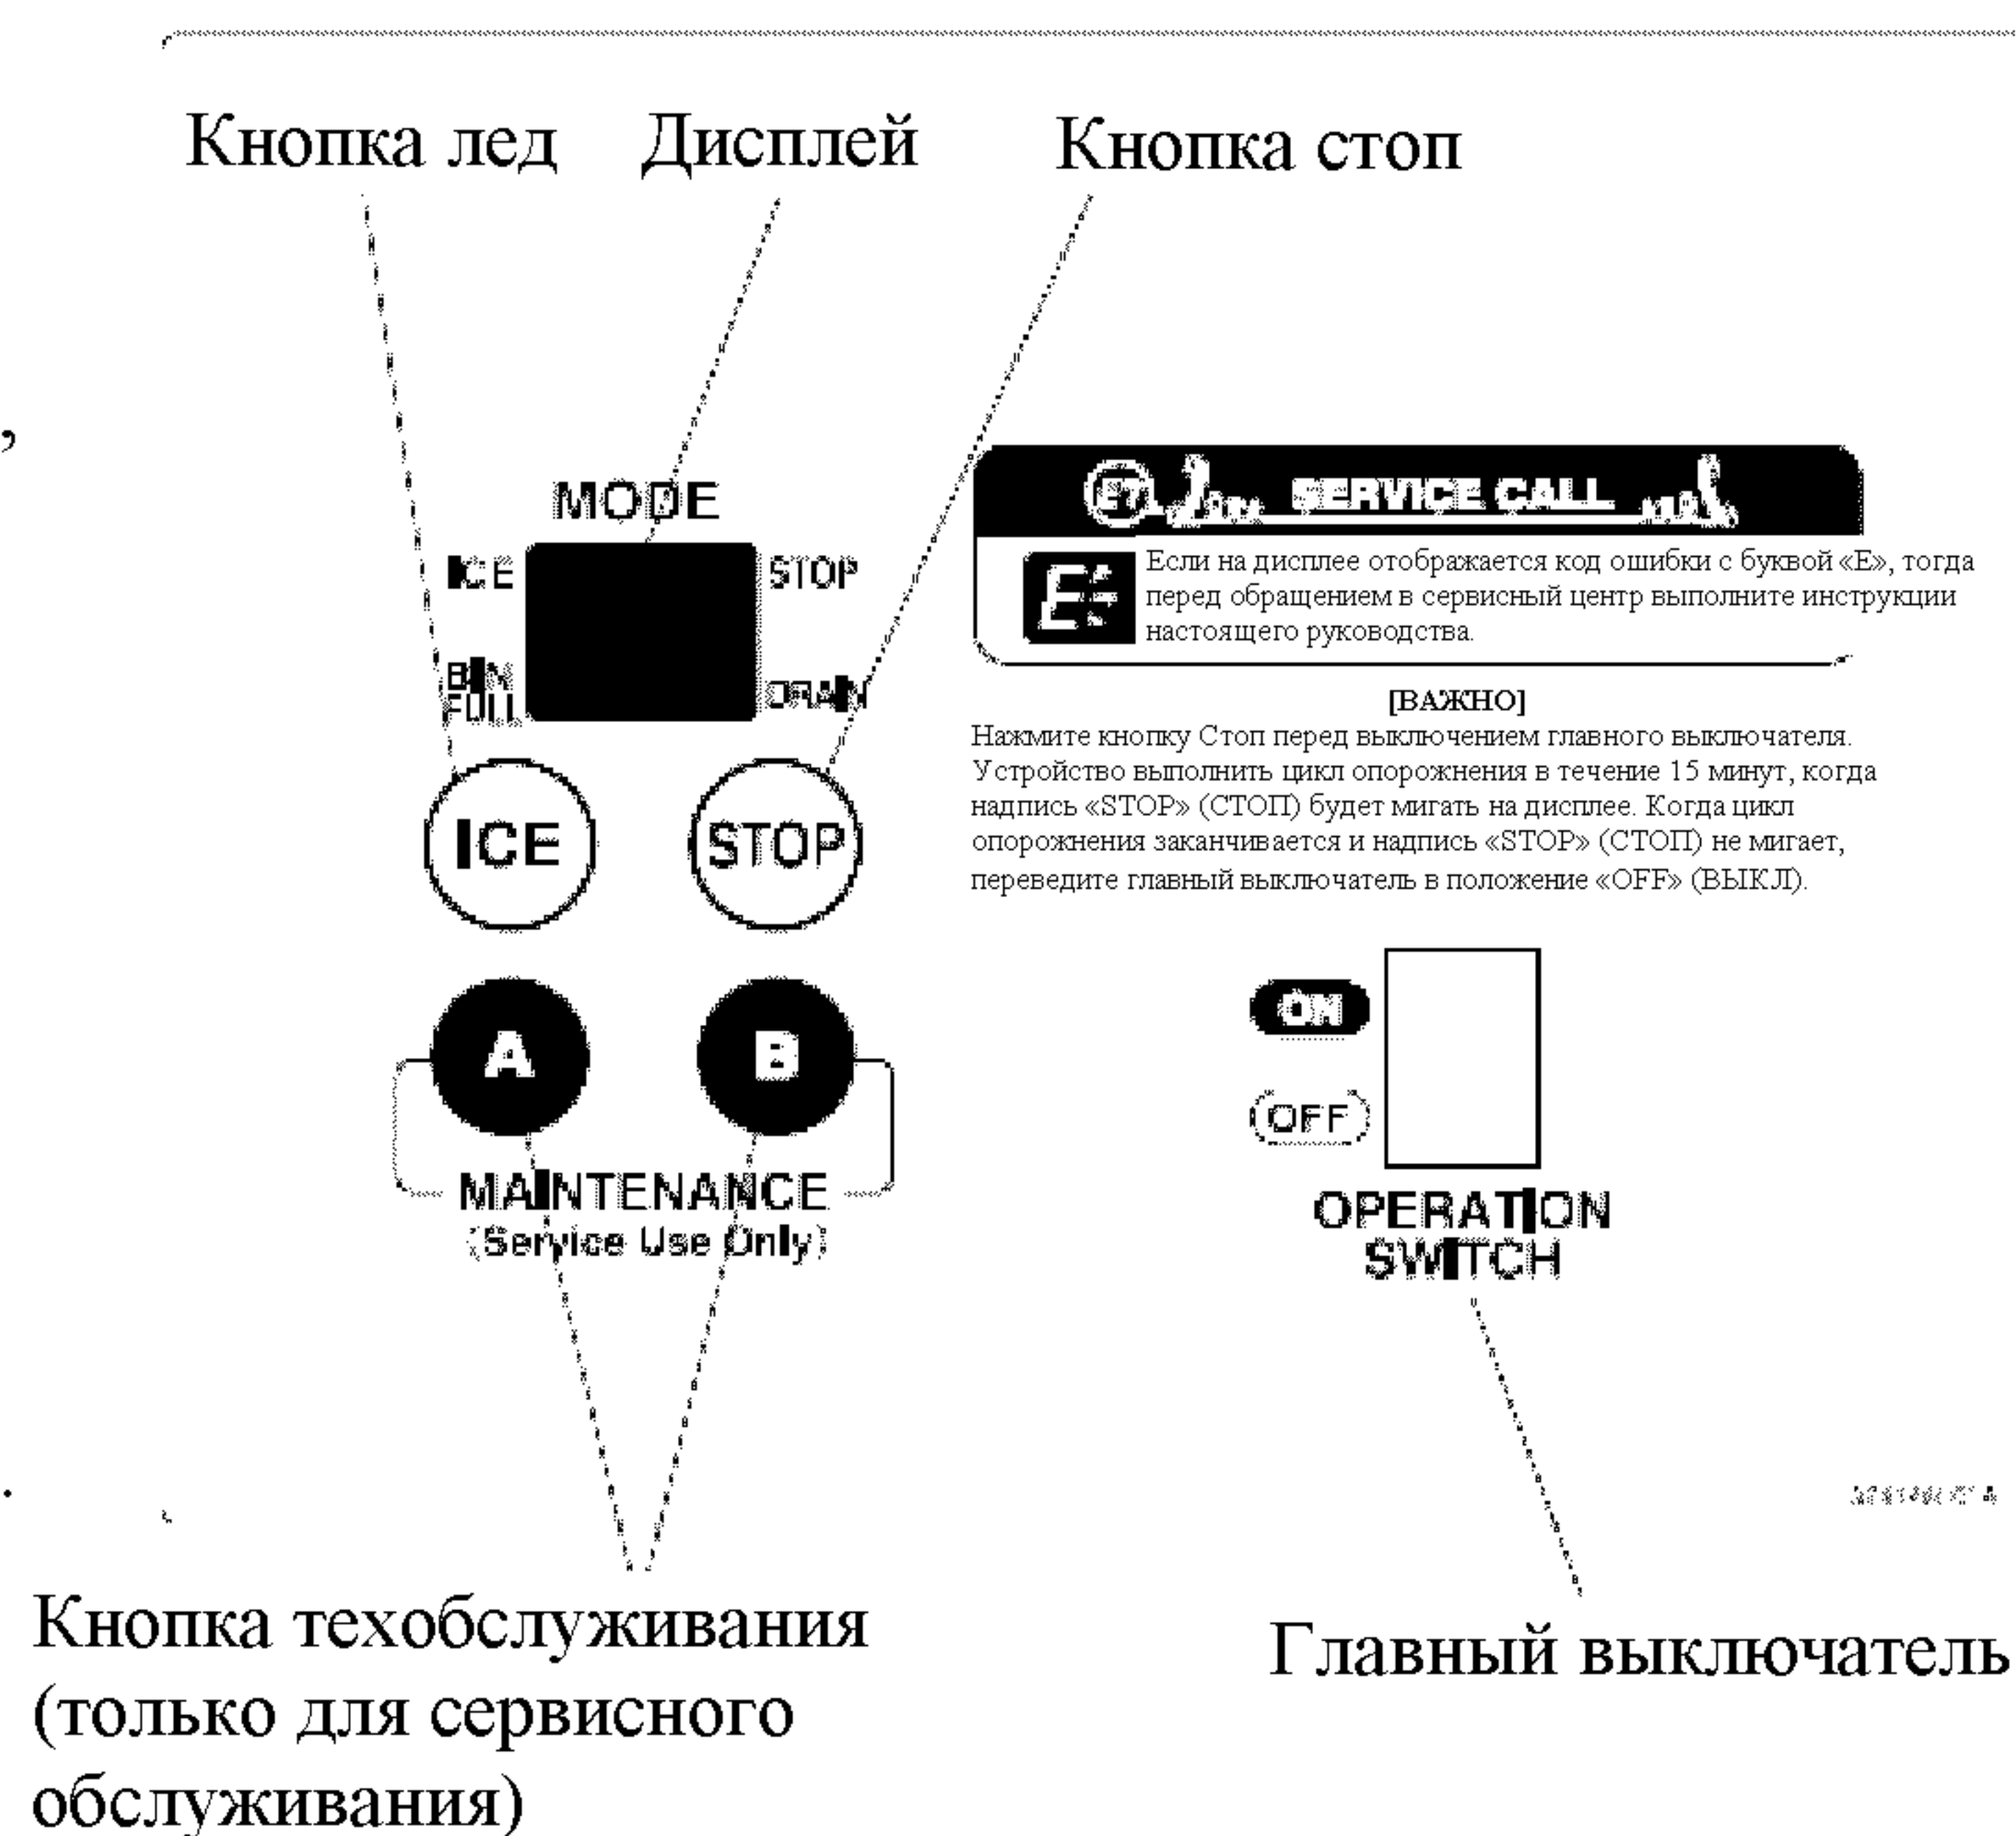 Кнопка лед Дисплей Кнопка стоп
,
MODE
ICE STOP
BIN
FULL
DRAIN
ICE STOP
A B
MAINTENANCE
(Service Use Only)
SERVICE CALL
E
Если на дисплее отображается код ошибки с буквой «Е», тогда
перед обращением в сервисный центр выполните инструкции
настоящего руководства.
[ВАЖНО]
Нажмите кнопку Стоп перед выключением главного выключателя.
Устройство выполнить цикл опорожнения в течение 15 минут, когда
надпись «STOP» (СТОП) будет мигать на дисплее. Когда цикл
опорожнения заканчивается и надпись «STOP» (СТОП) не мигает,
переведите главный выключатель в положение «OFF» (ВЫКЛ).
ON
OFF
OPERATION
SWITCH
.
Кнопка техобслуживания
(только для сервисного
обслуживания)
Главный выключатель